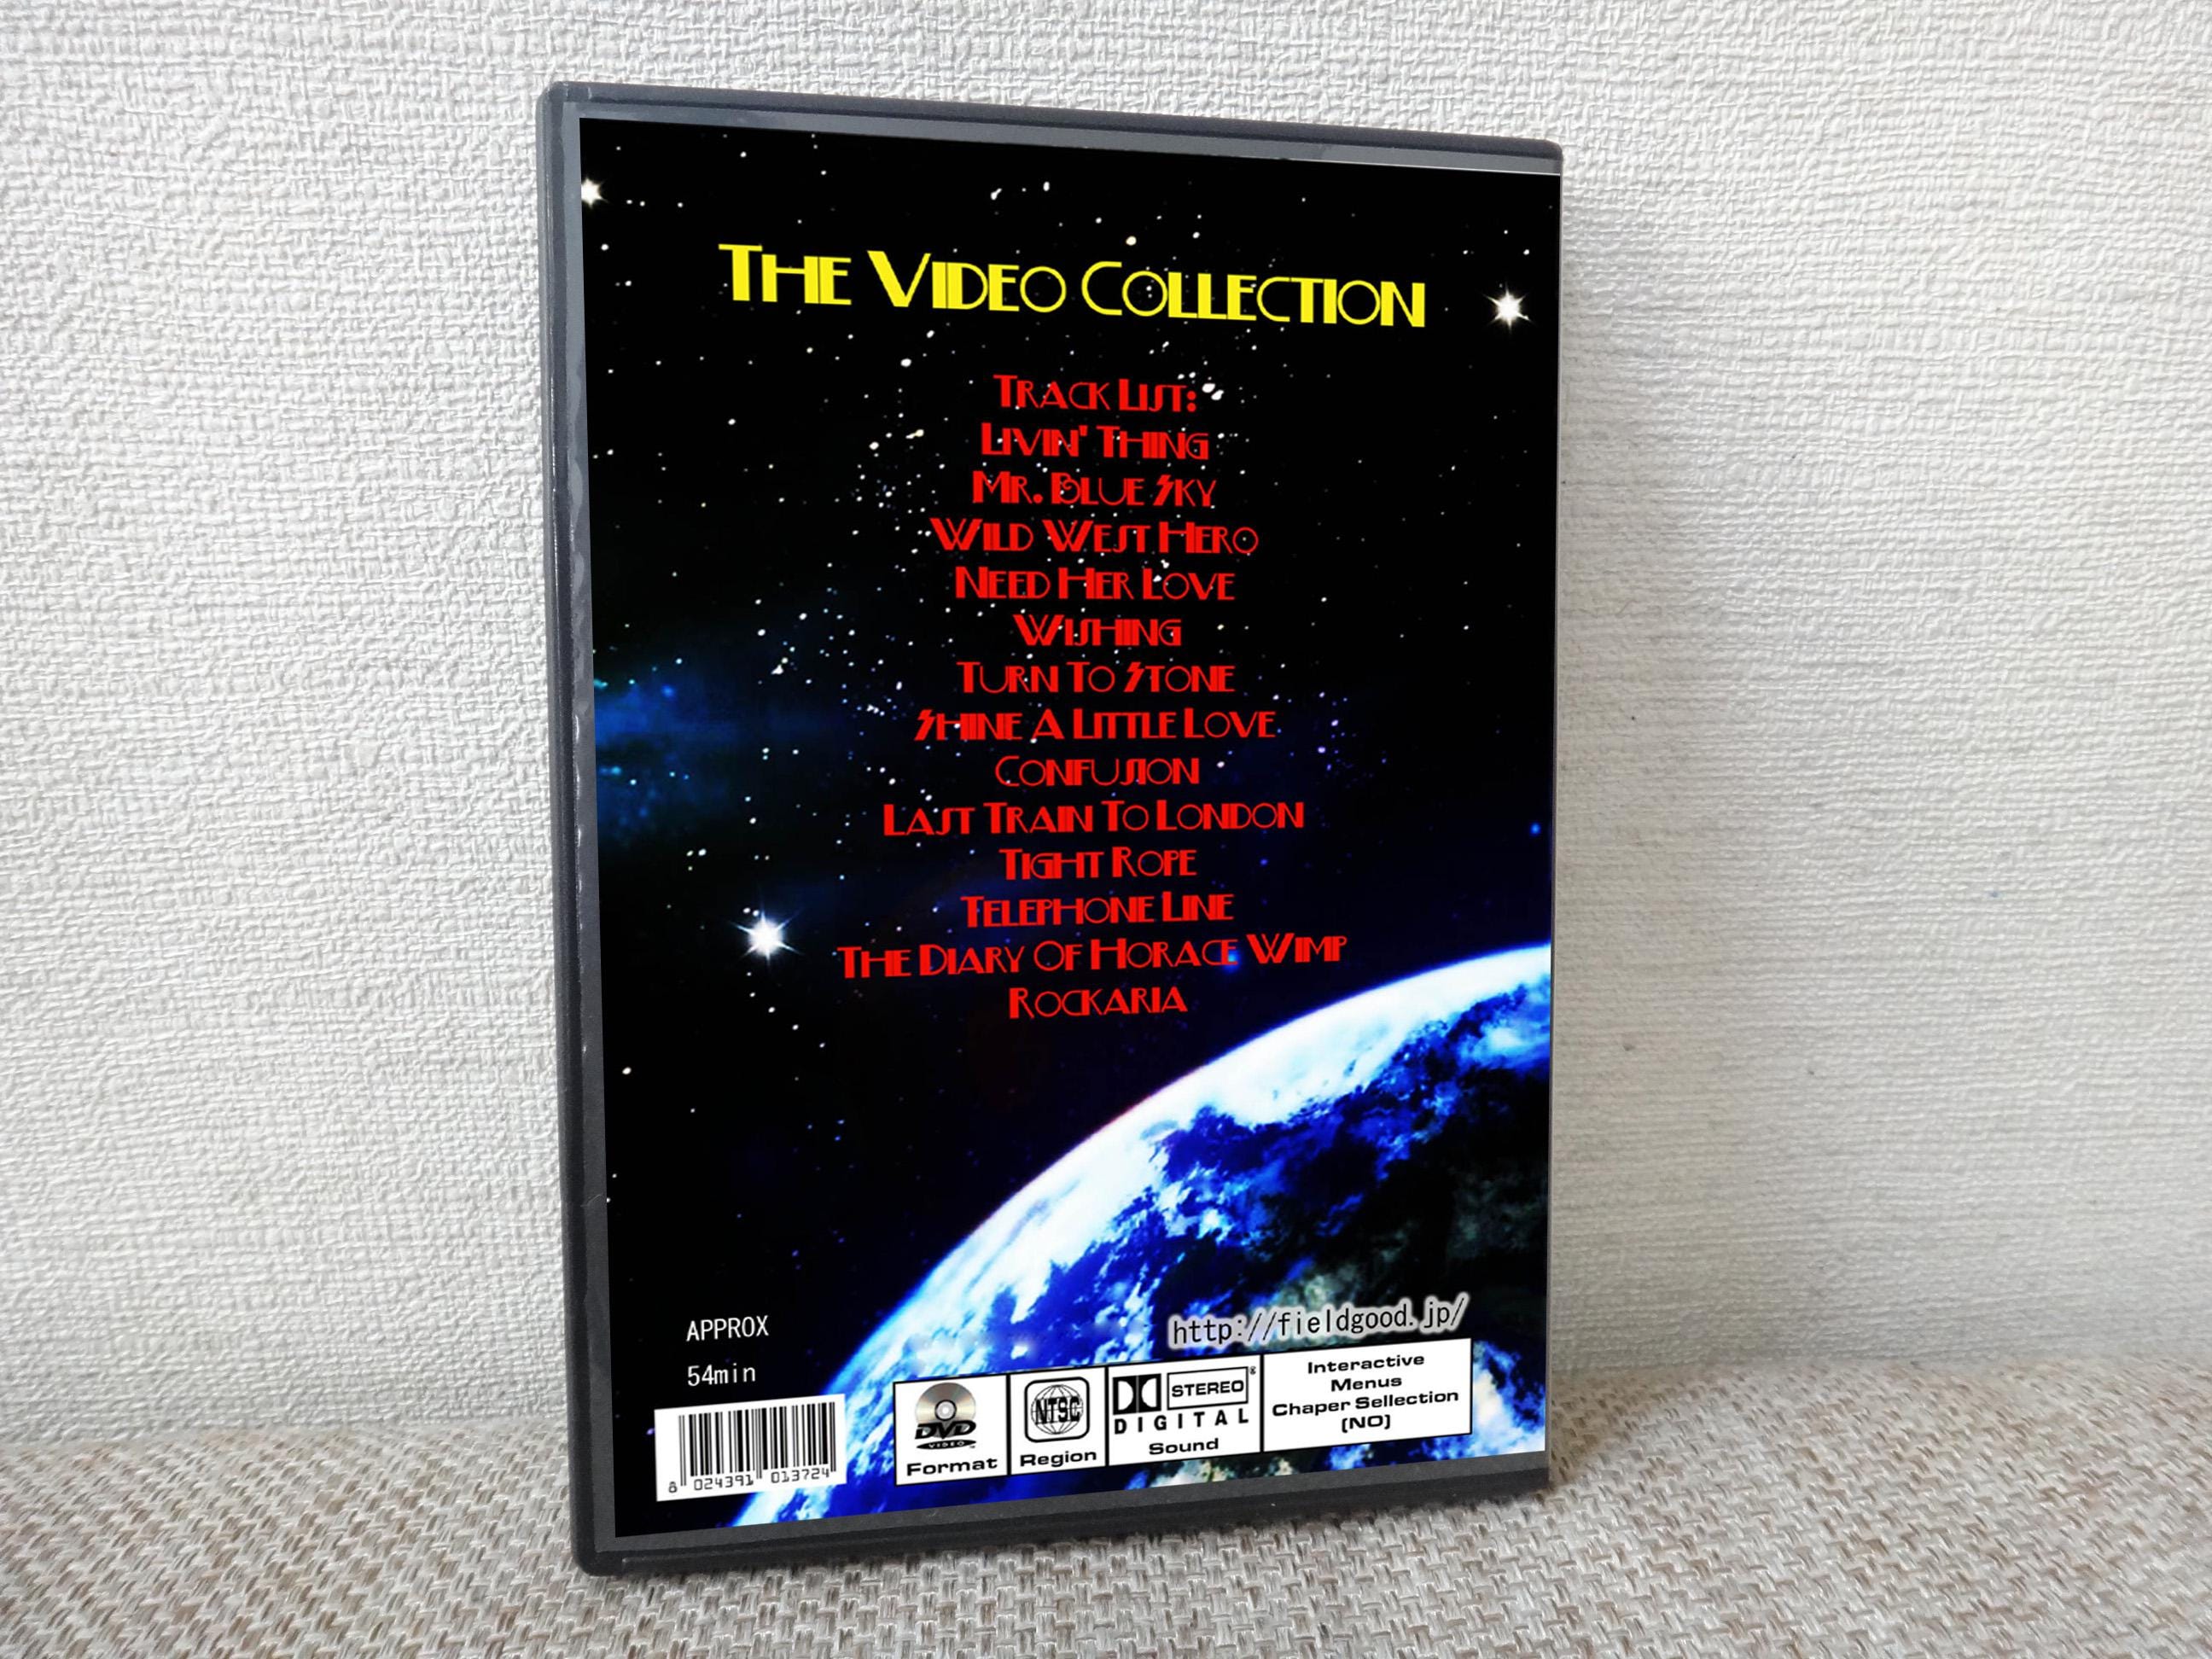 The Video Collection
Track List:
Livin' Thing
Mr. Blue Sky
Wild West Hero
Need Her Love
Wishing
Turn To Stone
Shine A Little Love
Confusion
Last Train To London
Tight Rope
Telephone Line
The Diary Of Horace Wimp
Rockaria
APPROX
54min
http://fieldgood.jp/
8 024391 013724
DVD
VIDEO
Format
NTSC
Region
STEREO®
DIGITAL
Sound
Interactive
Menus
Chaper Sellection
(NO)